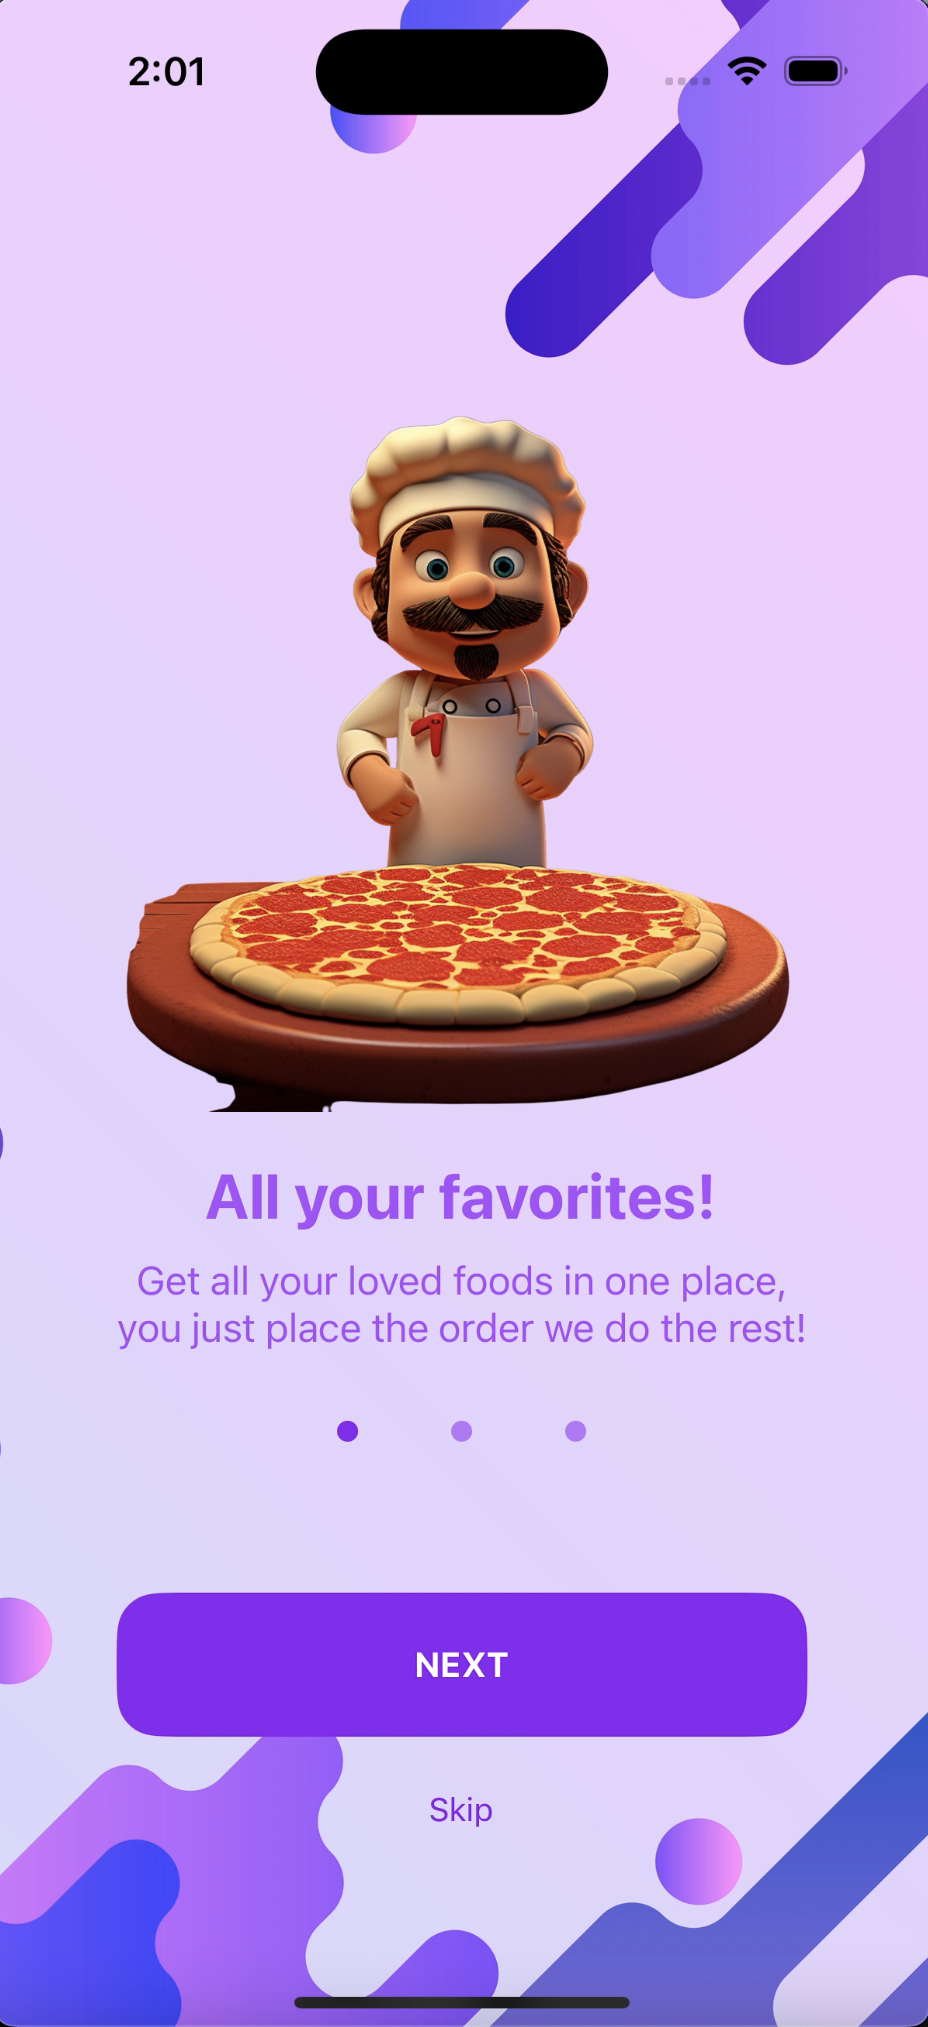 2:01
All your favorites!
Get all your loved foods in one place,
you just place the order we do the rest!
NEXT
Skip